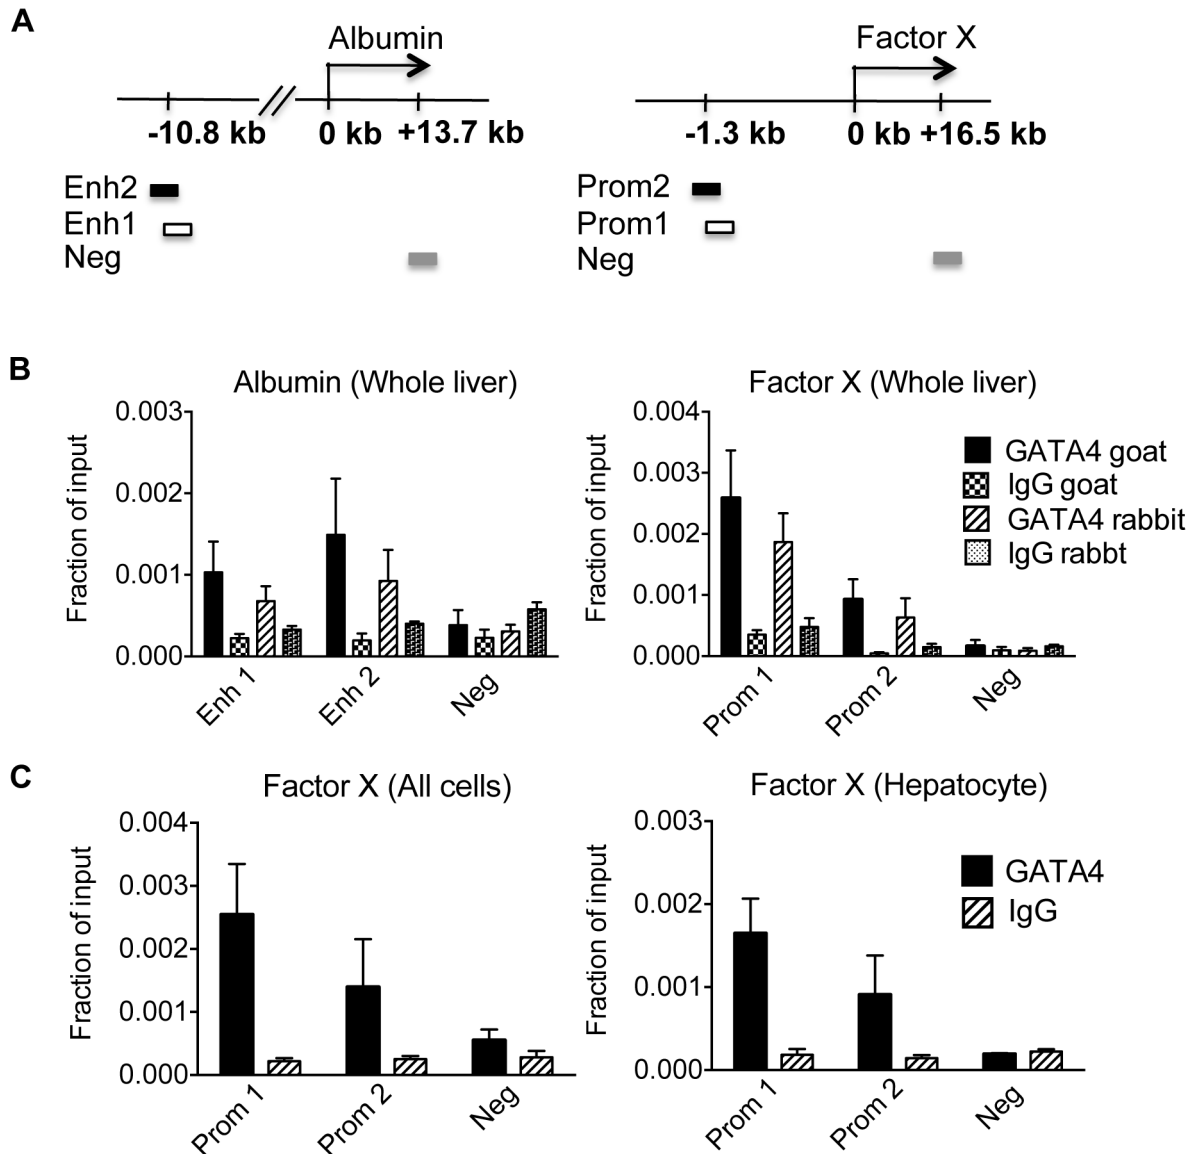 A
Albumin
Factor X
-10.8 kb
0 kb
+13.7 kb
-1.3 kb
0 kb
+16.5 kb
Enh2
Enh1
Neg
Prom2
Prom1
Neg
B
Albumin (Whole liver)
Fraction of input
0.003
0.002
0.001
0.000
Enh 1
Enh 2
Neg
Factor X (Whole liver)
Fraction of input
0.004
0.003
0.002
0.001
0.000
Prom 1
Prom 2
Neg
GATA4 goat
IgG goat
GATA4 rabbit
IgG rabbt
C
Factor X (All cells)
Fraction of input
0.004
0.003
0.002
0.001
0.000
Prom 1
Prom 2
Neg
Factor X (Hepatocyte)
Fraction of input
0.003
0.002
0.001
0.000
Prom 1
Prom 2
Neg
GATA4
IgG